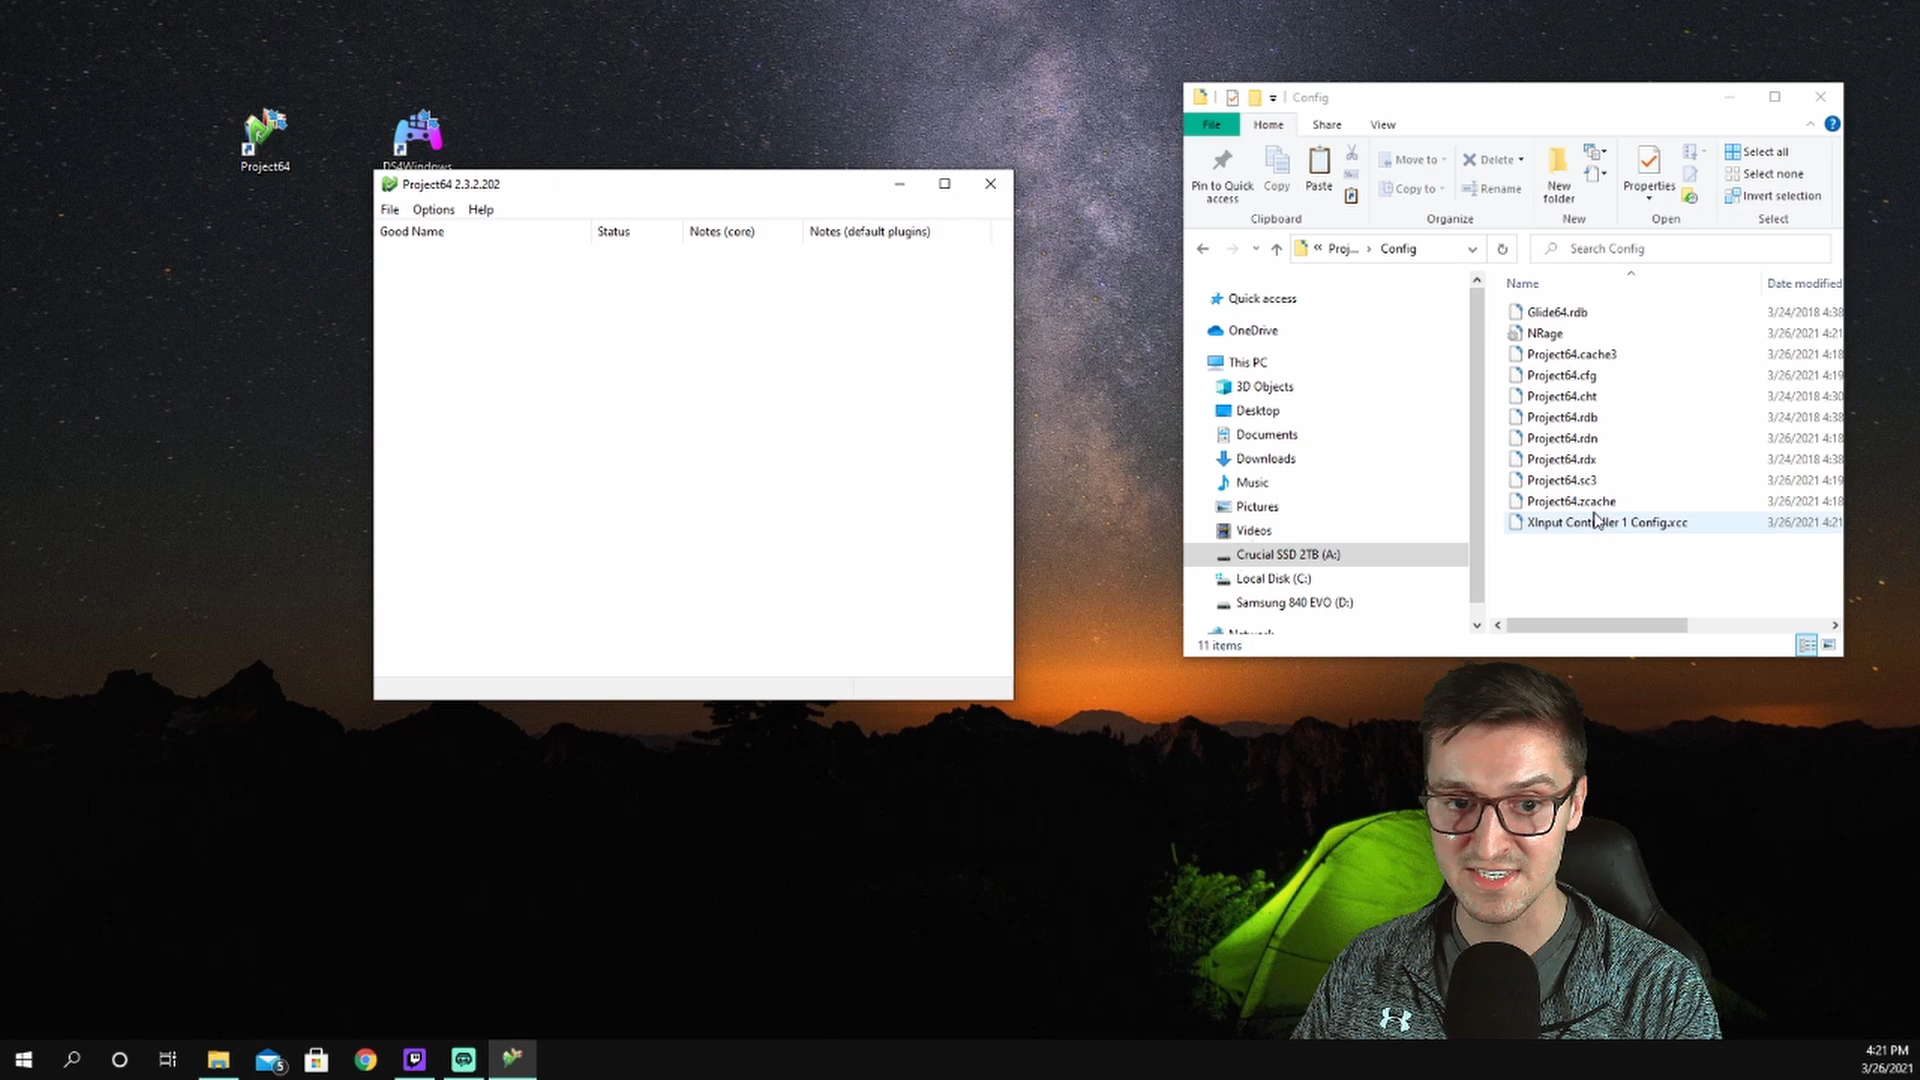 Project64
DS4Windows
Project64 2.3.2.202
File Options Help
Good Name Status Notes (core) Notes (default plugins)
Config
File Home Share View
Pin to Quick access
Copy
Paste
Move to
Copy to
Delete
Rename
New folder
Properties
Select all
Select none
Invert selection
Clipboard Organize New Open Select
« Proj... › Config
Search Config
Name Date modified
Quick access
OneDrive
This PC
3D Objects
Desktop
Documents
Downloads
Music
Pictures
Videos
Crucial SSD 2TB (A:)
Local Disk (C:)
Samsung 840 EVO (D:)
Network
Glide64.rdb 3/24/2018 4:38
NRage 3/26/2021 4:21
Project64.cache3 3/26/2021 4:18
Project64.cfg 3/26/2021 4:19
Project64.cht 3/24/2018 4:30
Project64.rdb 3/24/2018 4:38
Project64.rdn 3/26/2021 4:18
Project64.rdx 3/24/2018 4:38
Project64.sc3 3/26/2021 4:19
Project64.zcache 3/26/2021 4:18
XInput Controller 1 Config.xcc 3/26/2021 4:21
11 items
5
4:21 PM
3/26/2021